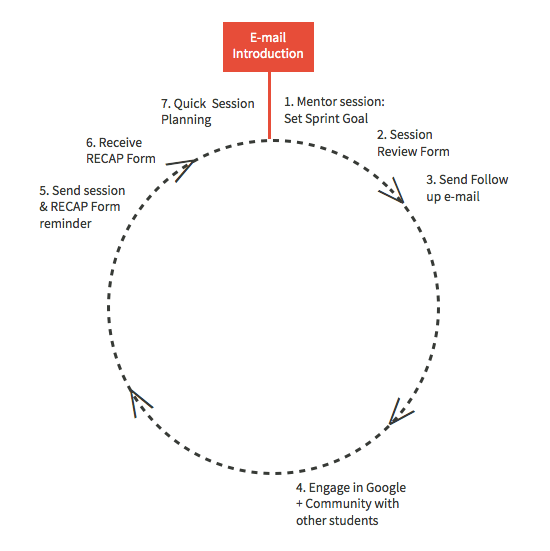 E-mail
Introduction
1. Mentor session:
Set Sprint Goal
2. Session
Review Form
3. Send Follow
up e-mail
4. Engage in Google
+ Community with
other students
5. Send session
& RECAP Form
reminder
6. Receive
RECAP Form
7. Quick Session
Planning